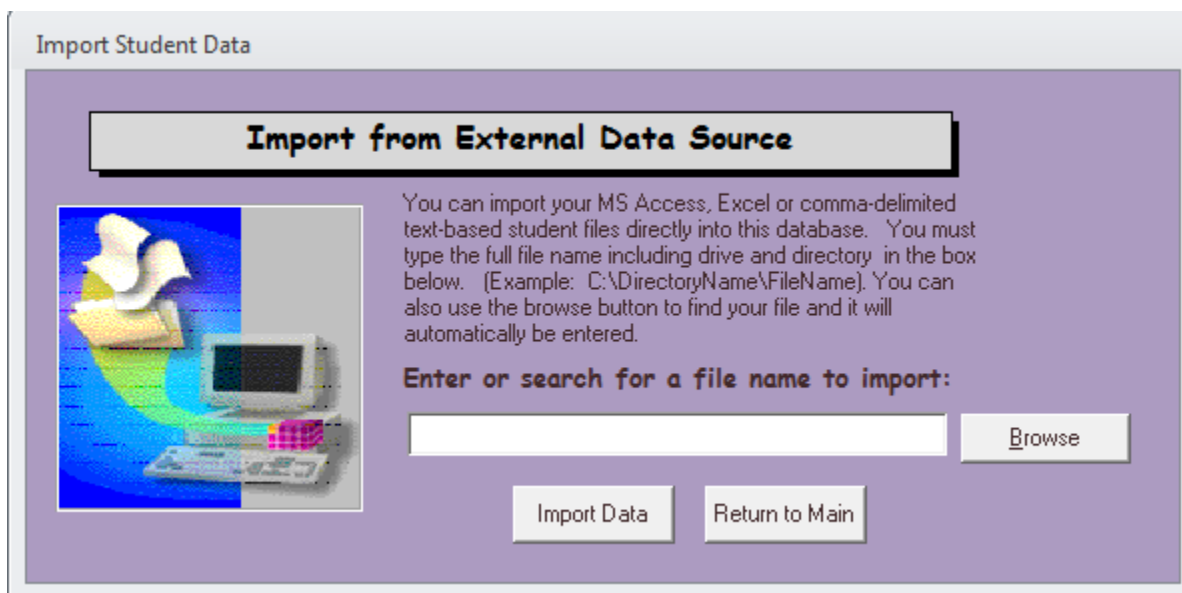 Import Student Data
Import from External Data Source
You can import your MS Access, Excel or comma-delimited
text-based student files directly into this database.   You must
type the full file name including drive and directory  in the box
below.   (Example:  C:\DirectoryName\FileName). You can
also use the browse button to find your file and it will
automatically be entered.
Enter or search for a file name to import:
Browse
Import Data
Return to Main